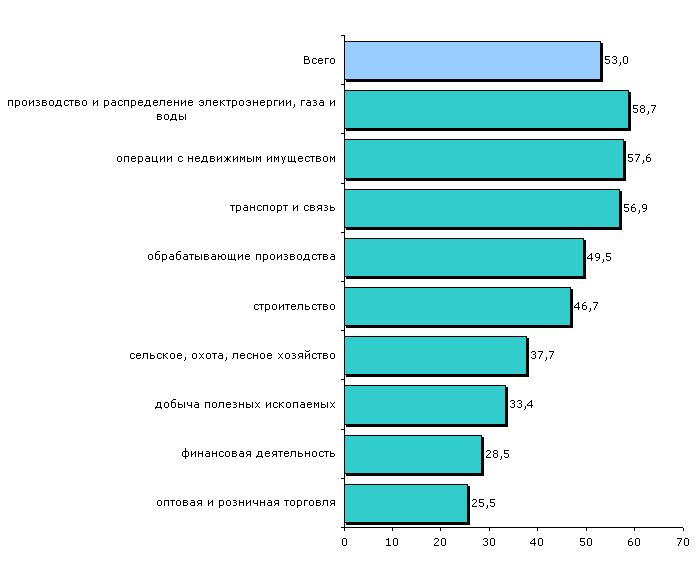 Всего
53,0
производство и распределение электроэнергии, газа и
воды
58,7
операции с недвижимым имуществом
57,6
транспорт и связь
56,9
обрабатывающие производства
49,5
строительство
46,7
сельское, охота, лесное хозяйство
37,7
добыча полезных ископаемых
33,4
финансовая деятельность
28,5
оптовая и розничная торговля
25,5
0 10 20 30 40 50 60 70